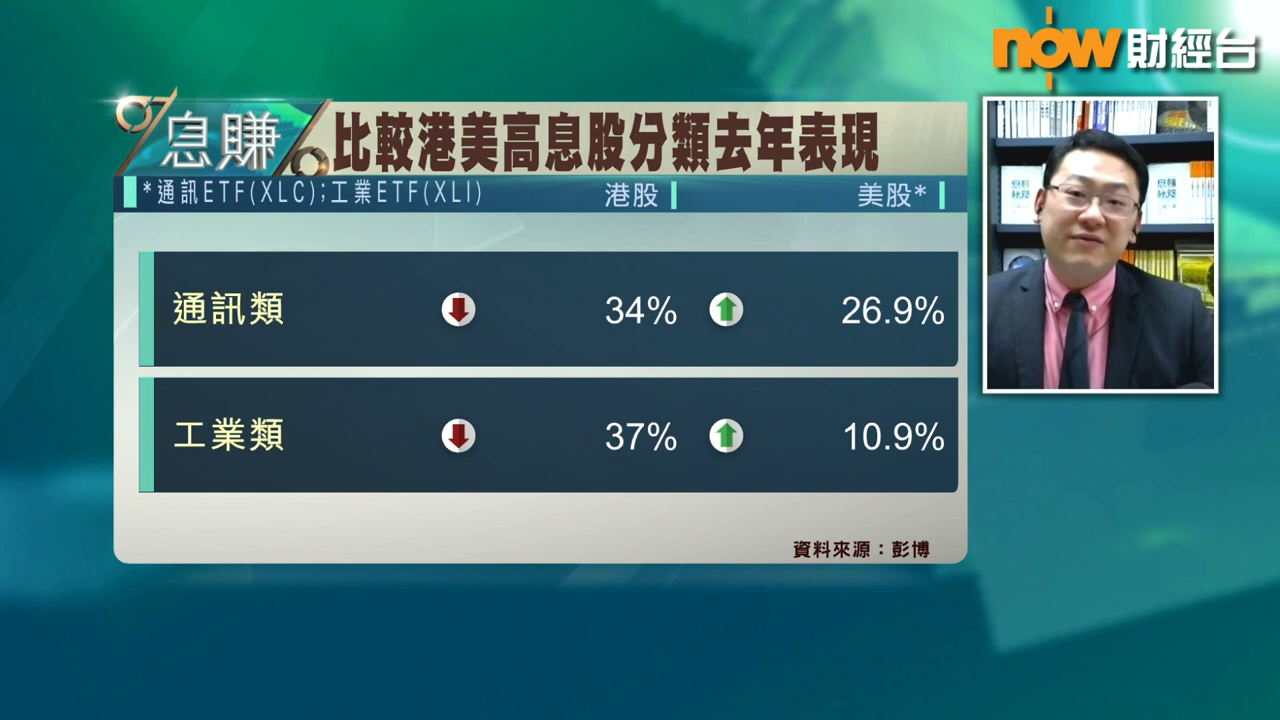 now財經台
息賺
比較港美高息股分類去年表現
*通訊ETF(XLC);工業ETF(XLI) 港股 美股*
通訊類 34% 26.9%
工業類 37% 10.9%
資料來源：彭博